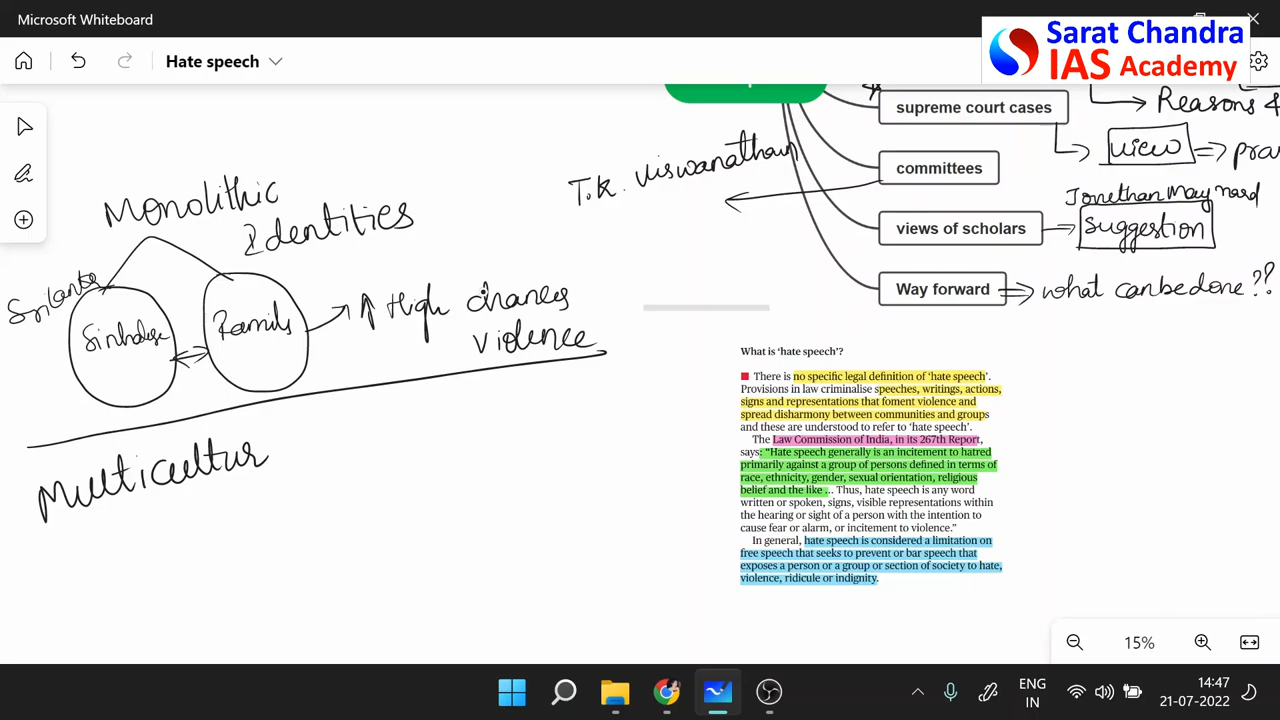 Microsoft Whiteboard
Sarat Chandra
IAS Academy
Hate speech
supreme court cases
Reasons &
view => prav
committees
T.K. Viswanathan
views of scholars
Jonethan May nard
Suggestion
Way forward
what can be done ??
Monolithic
Identities
Srilanka
Sinhalese
Tamils
High chances
violence
Multicultur
What is ‘hate speech’?
There is no specific legal definition of ‘hate speech’.
Provisions in law criminalise speeches, writings, actions,
signs and representations that foment violence and
spread disharmony between communities and groups
and these are understood to refer to ‘hate speech’.
The Law Commission of India, in its 267th Report,
says: “Hate speech generally is an incitement to hatred
primarily against a group of persons defined in terms of
race, ethnicity, gender, sexual orientation, religious
belief and the like … Thus, hate speech is any word
written or spoken, signs, visible representations within
the hearing or sight of a person with the intention to
cause fear or alarm, or incitement to violence.”
In general, hate speech is considered a limitation on
free speech that seeks to prevent or bar speech that
exposes a person or a group or section of society to hate,
violence, ridicule or indignity.
15%
ENG
IN
14:47
21-07-2022